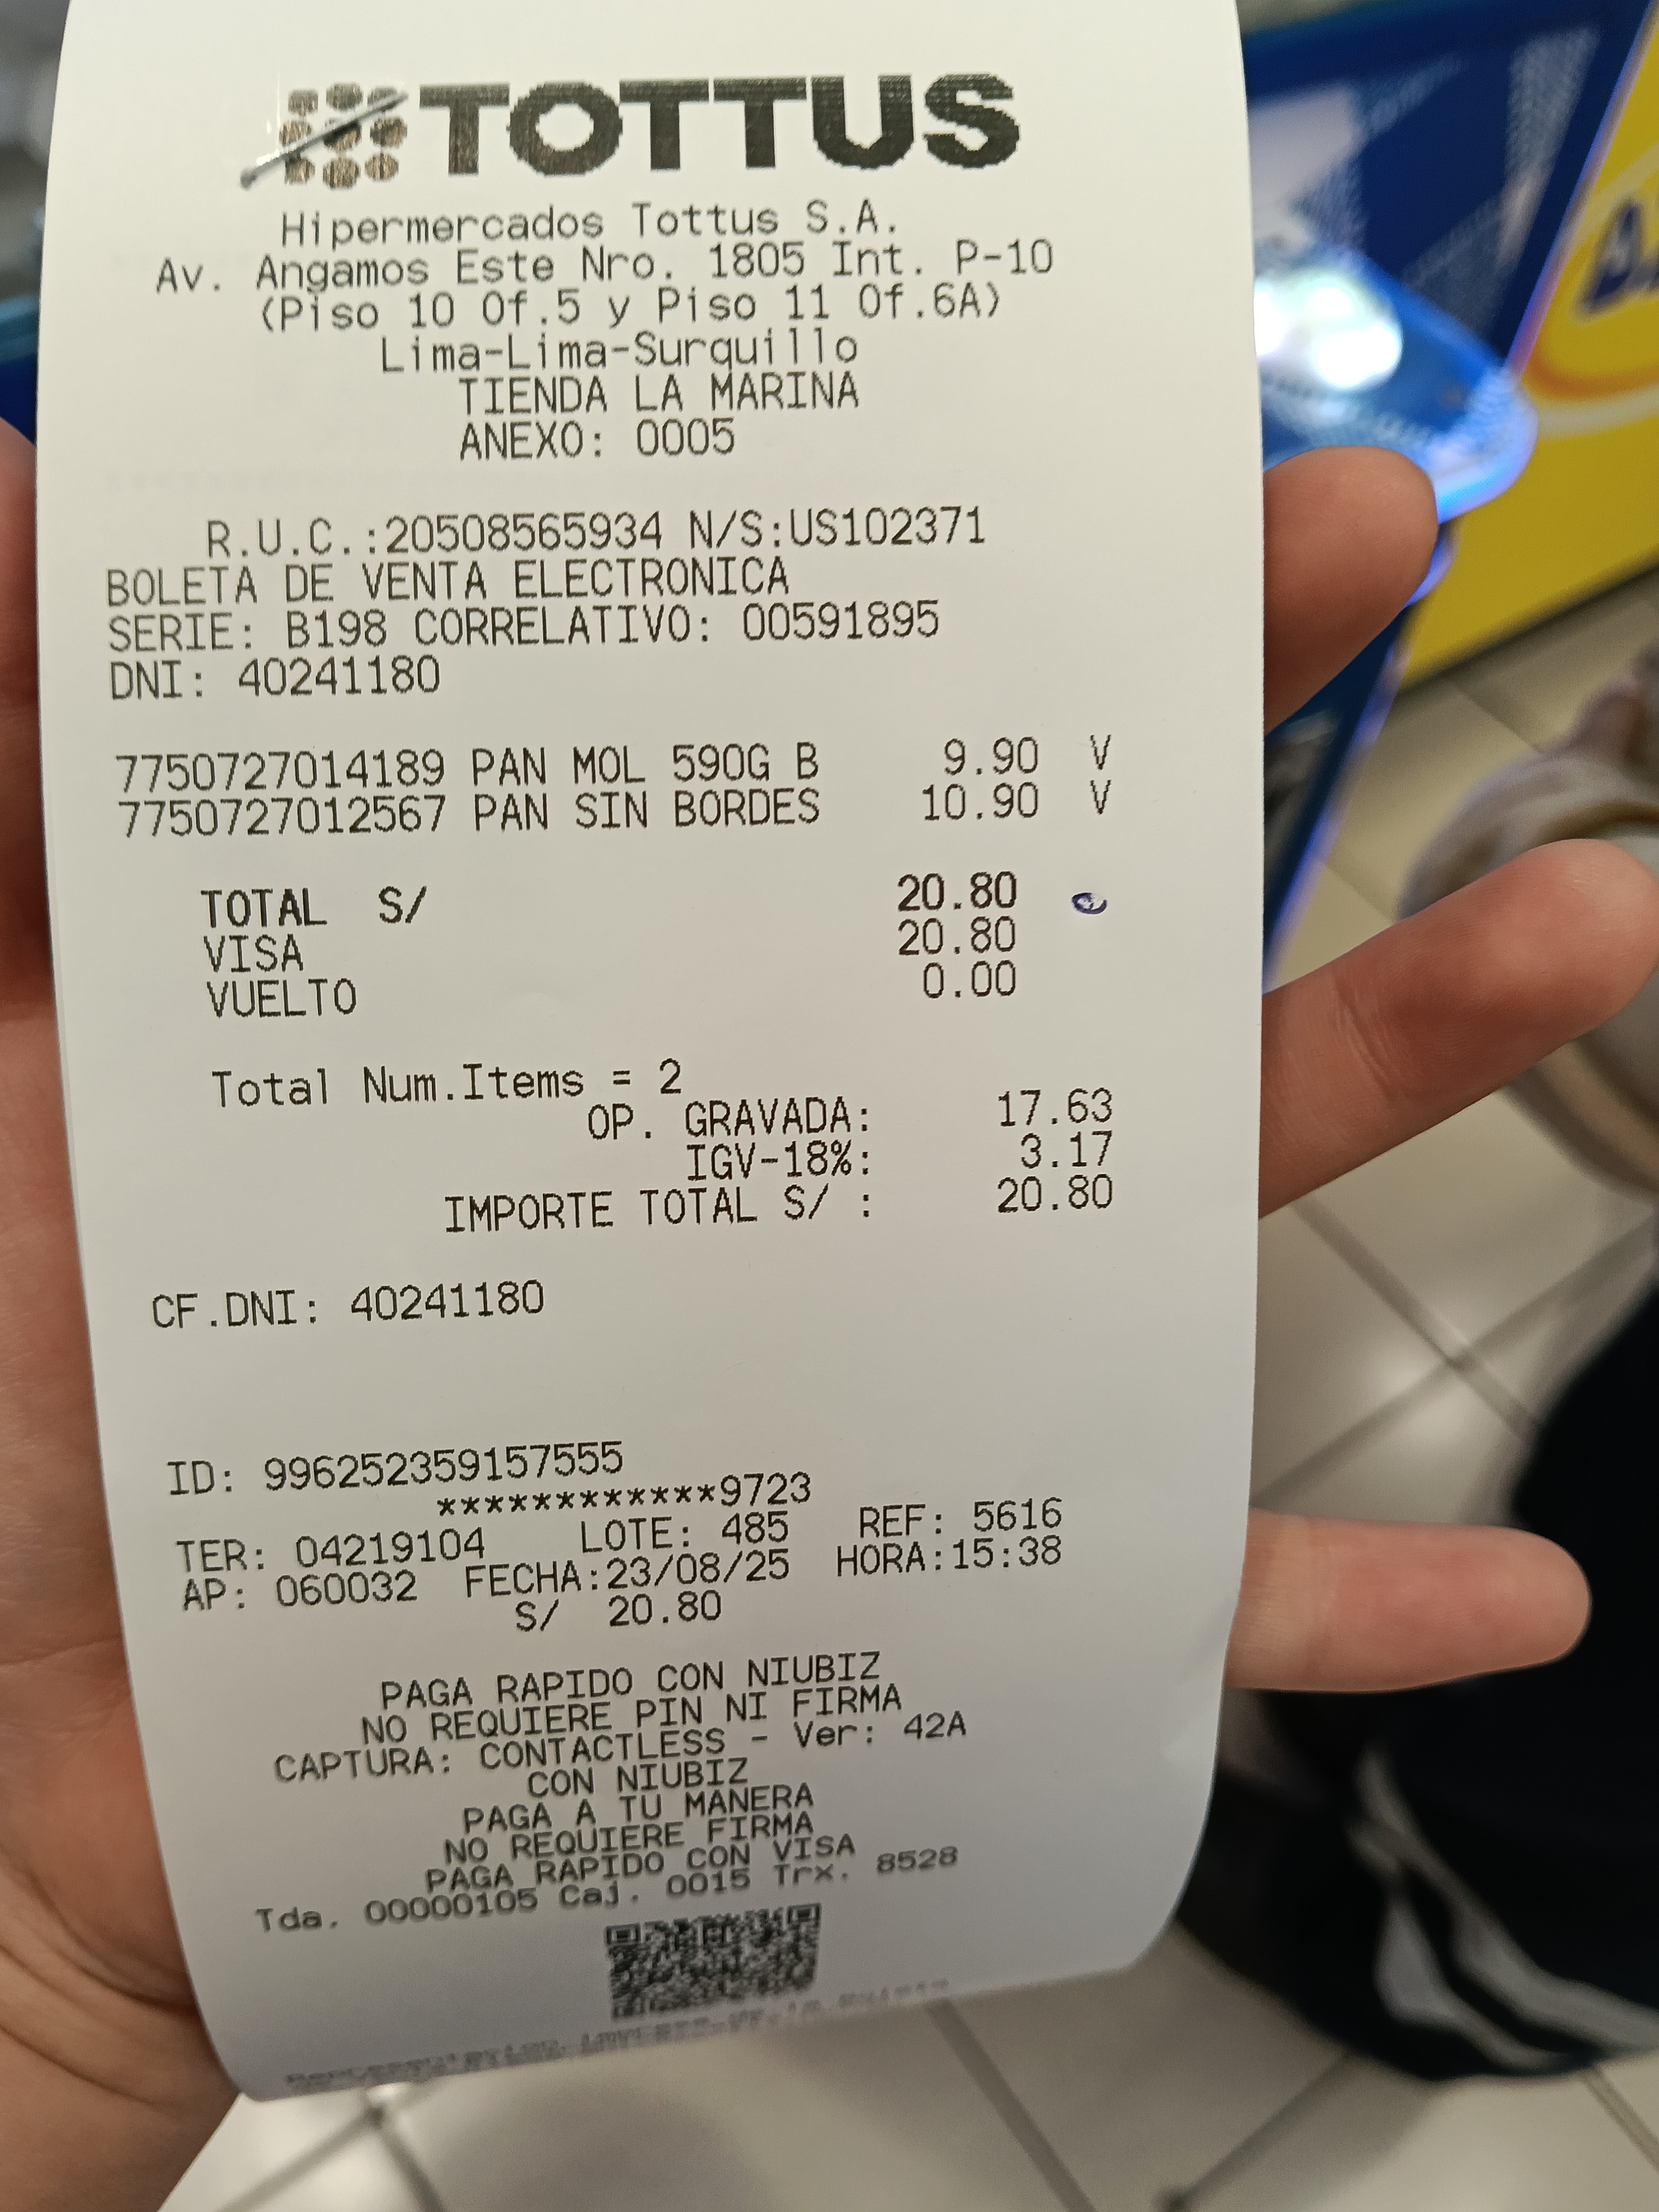 TOTTUS
Hipermercados Tottus S.A.
Av. Angamos Este Nro. 1805 Int. P-10
(Piso 10 Of.5 y Piso 11 Of.6A)
Lima-Lima-Surquillo
TIENDA LA MARINA
ANEXO: 0005
R.U.C.:20508565934 N/S:US102371
BOLETA DE VENTA ELECTRONICA
SERIE: B198 CORRELATIVO: 00591895
DNI: 40241180
7750727014189 PAN MOL 590G B 9.90 V
7750727012567 PAN SIN BORDES 10.90 V
TOTAL S/ 20.80
VISA 20.80
VUELTO 0.00
Total Num.Items = 2
OP. GRAVADA: 17.63
IGV-18%: 3.17
IMPORTE TOTAL S/ : 20.80
CF.DNI: 40241180
ID: 996252359157555
************9723
TER: 04219104 LOTE: 485 REF: 5616
AP: 060032 FECHA:23/08/25 HORA:15:38
S/ 20.80
PAGA RAPIDO CON NIUBIZ
NO REQUIERE PIN NI FIRMA
CAPTURA: CONTACTLESS - Ver: 42A
CON NIUBIZ
PAGA A TU MANERA
NO REQUIERE FIRMA
PAGA RAPIDO CON VISA
Tda. 00000105 Caj. 0015 Trx. 8528